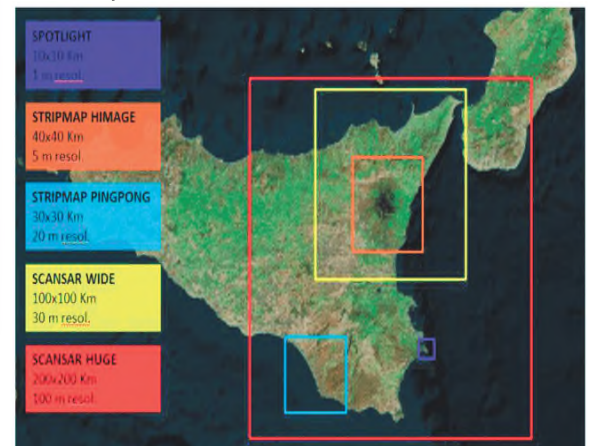 SPOTLIGHT
10x10 Km
1 m resol.
STRIPMAP HIMAGE
40x40 Km
5 m resol.
STRIPMAP PINGPONG
30x30 Km
20 m resol.
SCANSAR WIDE
100x100 Km
30 m resol.
SCANSAR HUGE
200x200 Km
100 m resol.